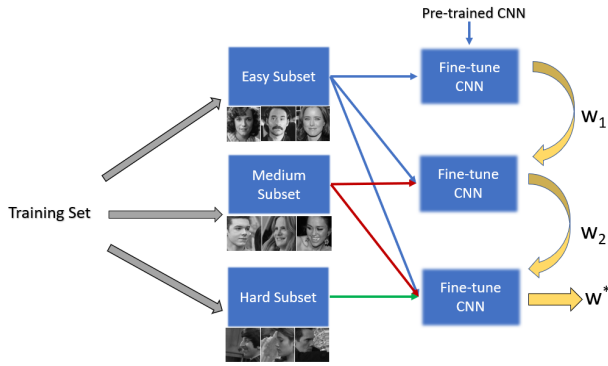 Pre-trained CNN
Easy Subset
Fine-tune
CNN
w1
Medium
Subset
Fine-tune
CNN
Training Set
w2
Hard Subset
Fine-tune
CNN
w*